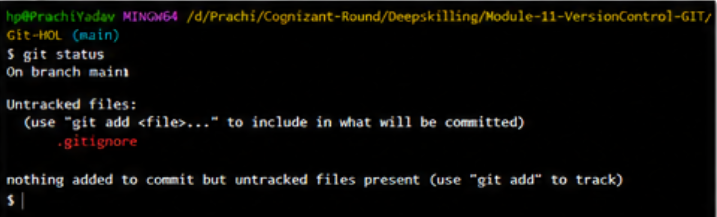 hp@PrachiYadav MINGW64 /d/Prachi/Cognizant-Round/Deepskilling/Module-11-VersionControl-GIT/
Git-HOL (main)
$ git status
On branch main
Untracked files:
(use "git add <file>..." to include in what will be committed)
.gitignore
nothing added to commit but untracked files present (use "git add" to track)
$